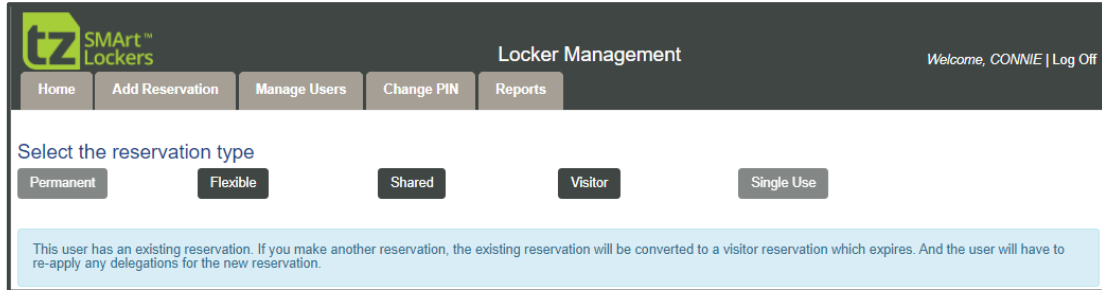 tz SMArt™ Lockers
Locker Management
Welcome, CONNIE | Log Off
Home Add Reservation Manage Users Change PIN Reports
Select the reservation type
Permanent Flexible Shared Visitor Single Use
This user has an existing reservation. If you make another reservation, the existing reservation will be converted to a visitor reservation which expires. And the user will have to
re-apply any delegations for the new reservation.